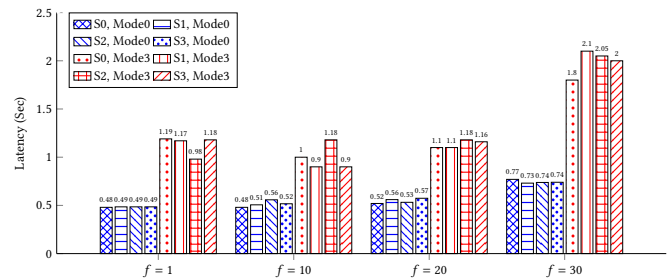 2.5
2
1.5
1
0.5
0
Latency (Sec)
S0, Mode0 S1, Mode0
S2, Mode0 S3, Mode0
S0, Mode3 S1, Mode3
S2, Mode3 S3, Mode3
0.48 0.49 0.49 0.49 1.19 1.17 0.98 1.18
0.48 0.51 0.56 0.52 1 0.9 1.18 0.9
0.52 0.56 0.53 0.57 1.1 1.1 1.18 1.16
0.77 0.73 0.74 0.74 1.8 2.1 2.05 2
f = 1 f = 10 f = 20 f = 30